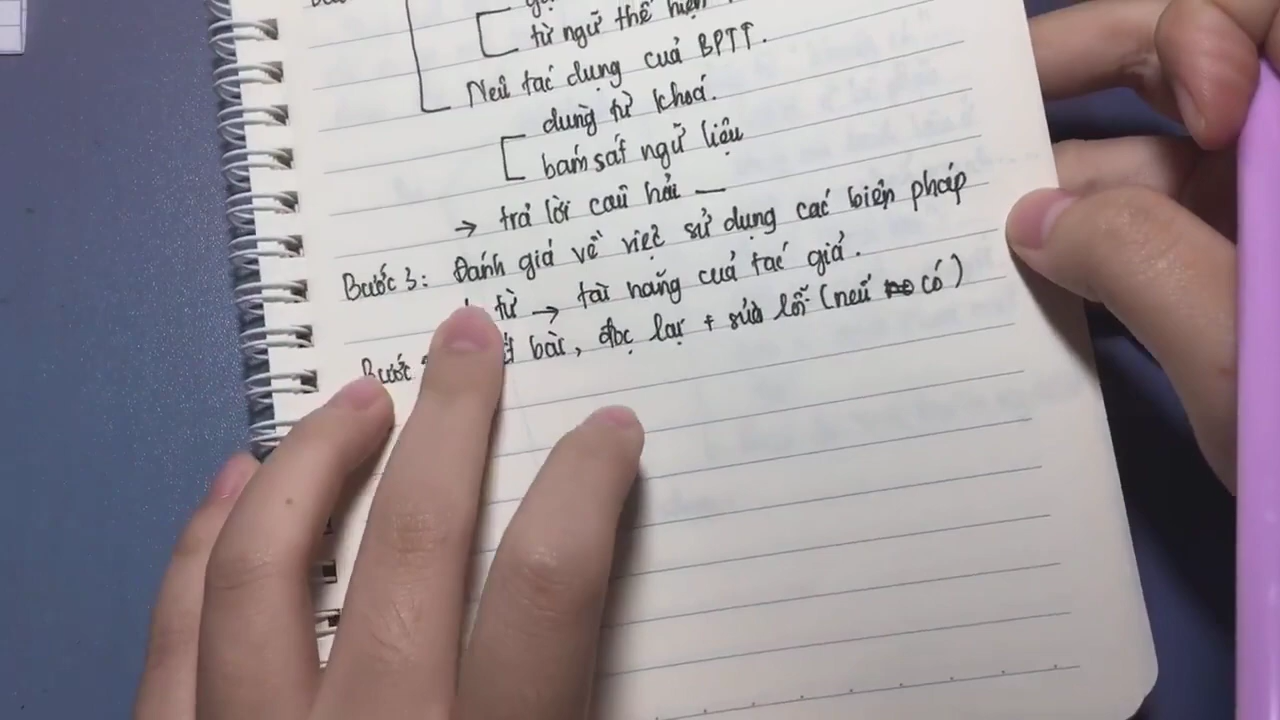 từ ngữ thể hiện
Nêu tác dụng của BPTT.
dùng từ khoá.
bám sát ngữ liệu
→ trả lời câu hỏi —
Bước 3: Đánh giá về việc sử dụng các biện pháp
từ → tài năng của tác giả.
Bước bài, đọc lại + sửa lỗi (nếu có)